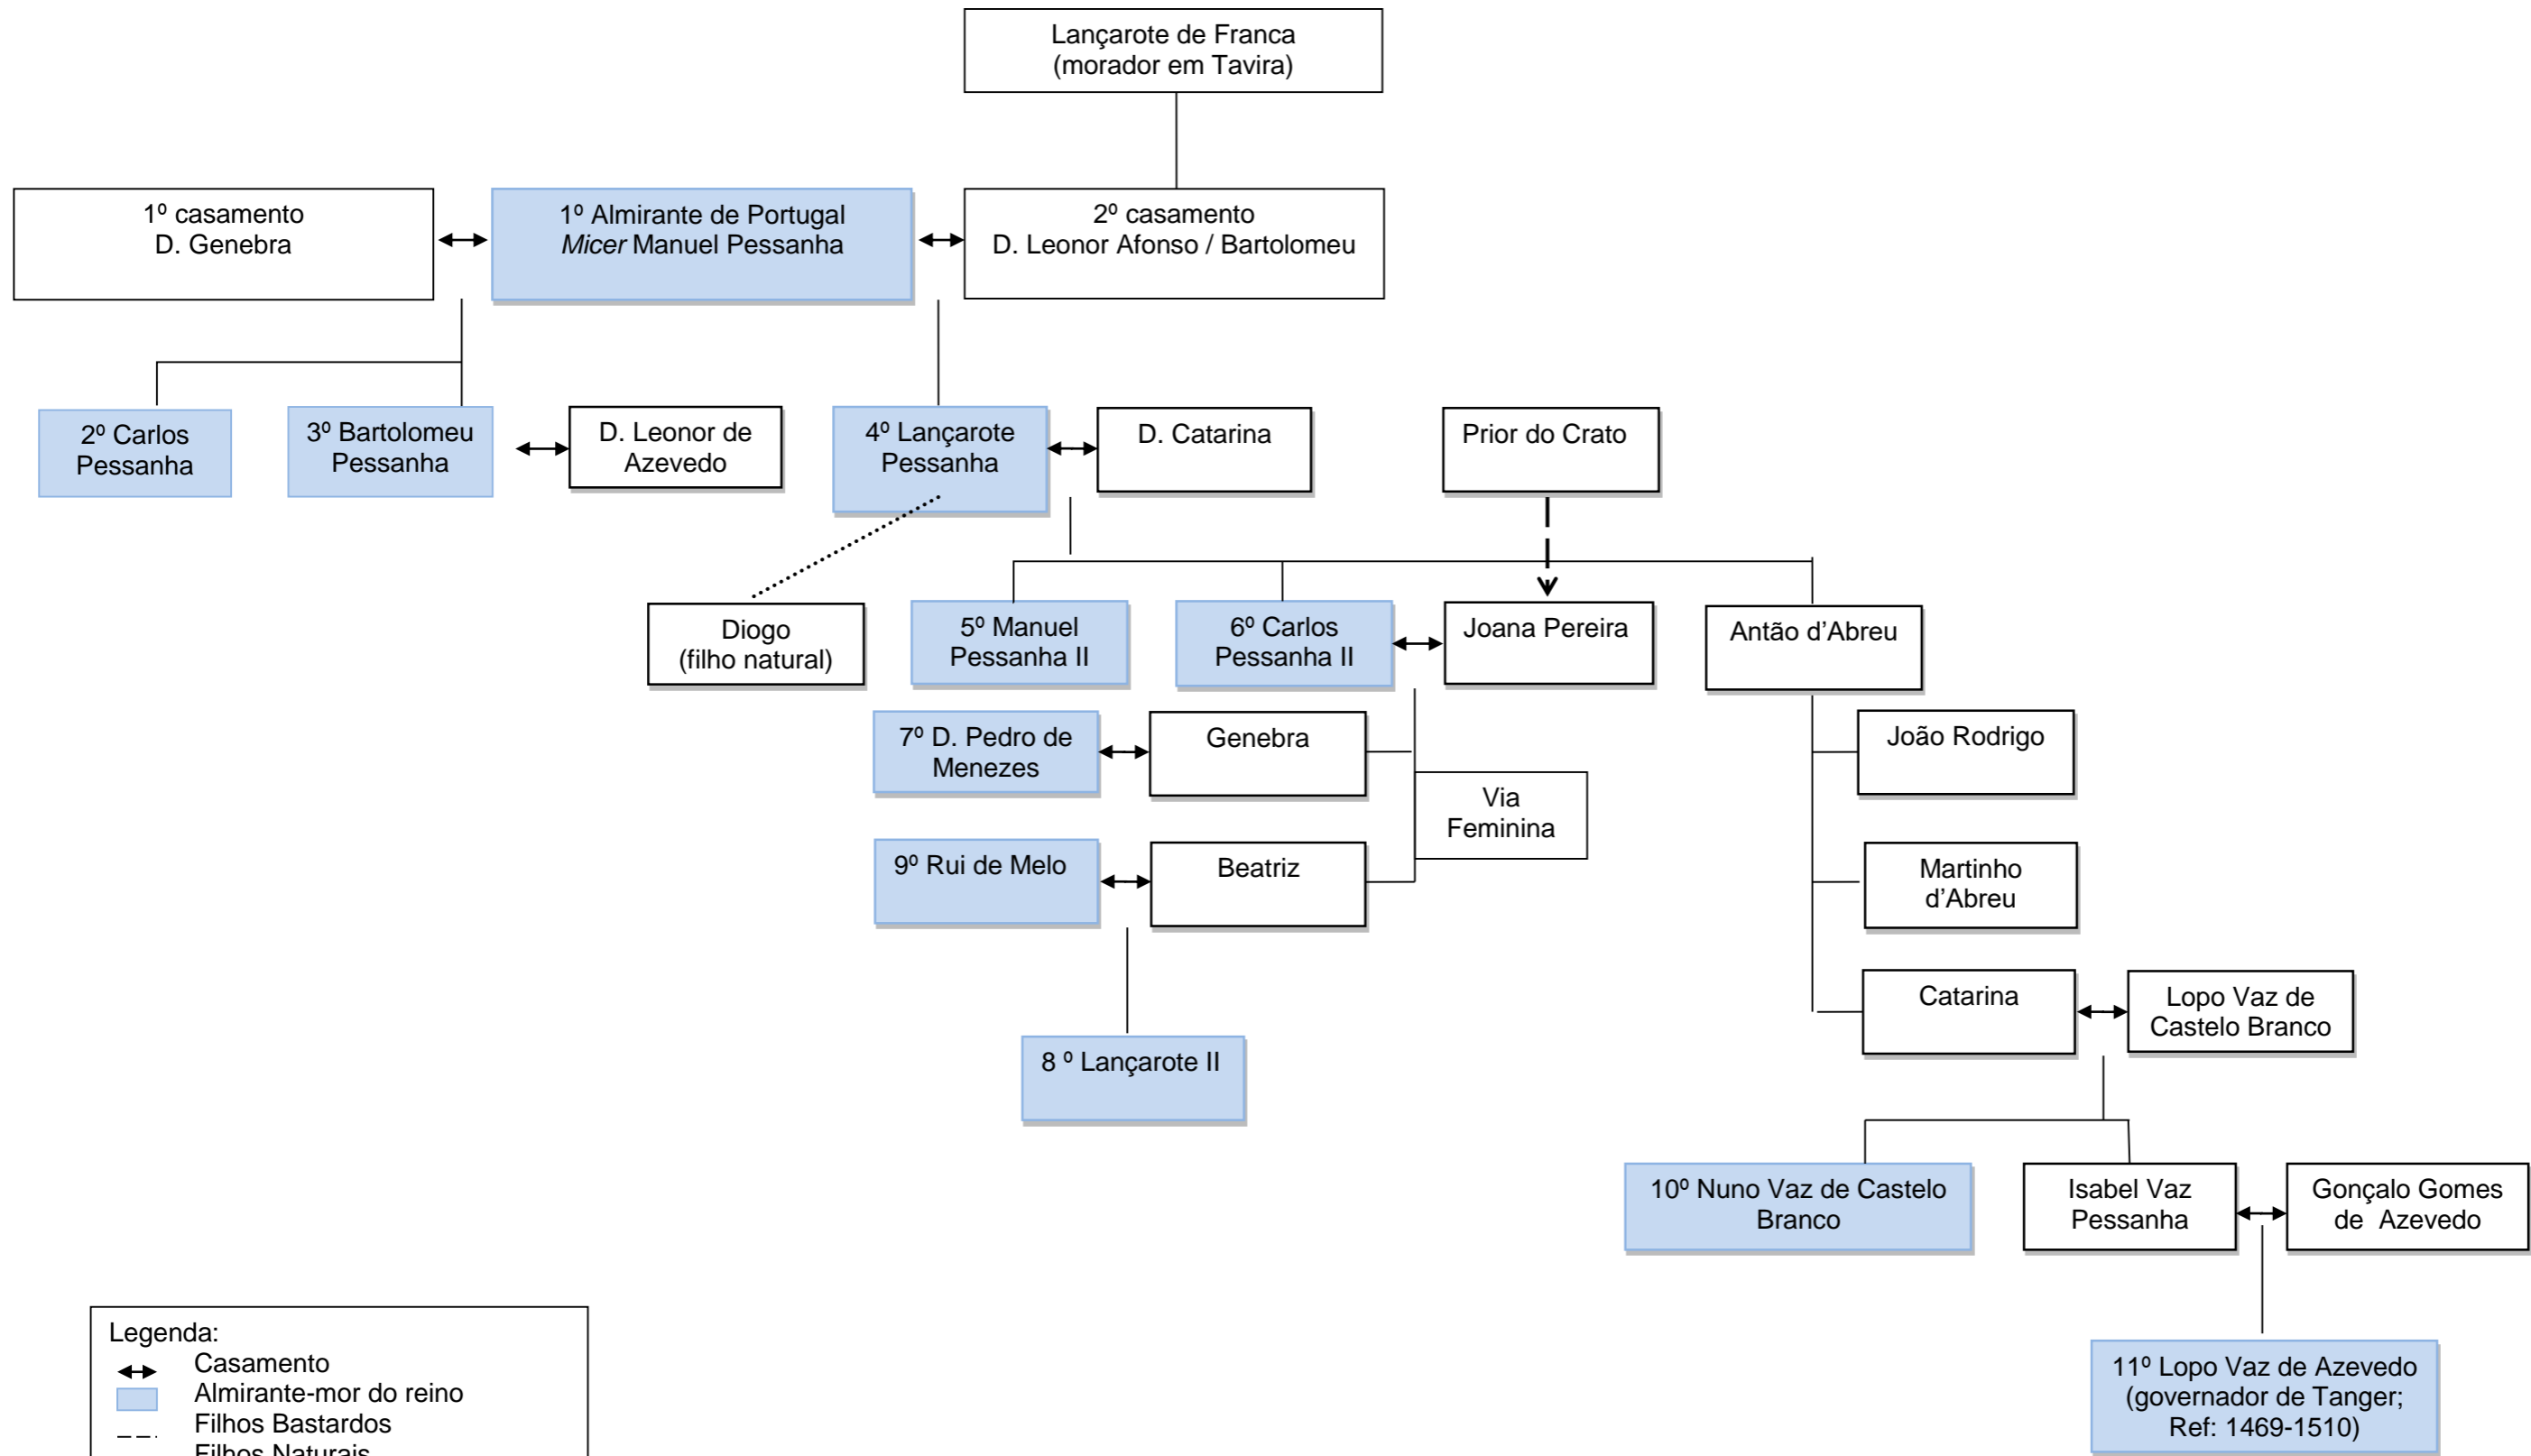 Lançarote de Franca
(morador em Tavira)
1º casamento
D. Genebra
1º Almirante de Portugal
Micer Manuel Pessanha
2º casamento
D. Leonor Afonso / Bartolomeu
2º Carlos
Pessanha
3º Bartolomeu
Pessanha
D. Leonor de
Azevedo
4º Lançarote
Pessanha
D. Catarina
Prior do Crato
Diogo
(filho natural)
5º Manuel
Pessanha II
6º Carlos
Pessanha II
Joana Pereira
Antão d’Abreu
7º D. Pedro de
Menezes
Genebra
João Rodrigo
Via
Feminina
9º Rui de Melo
Beatriz
Martinho
d’Abreu
Catarina
Lopo Vaz de
Castelo Branco
8 º Lançarote II
10º Nuno Vaz de Castelo
Branco
Isabel Vaz
Pessanha
Gonçalo Gomes
de Azevedo
Legenda:
Casamento
Almirante-mor do reino
Filhos Bastardos
Filhos Naturais
11º Lopo Vaz de Azevedo
(governador de Tanger;
Ref: 1469-1510)